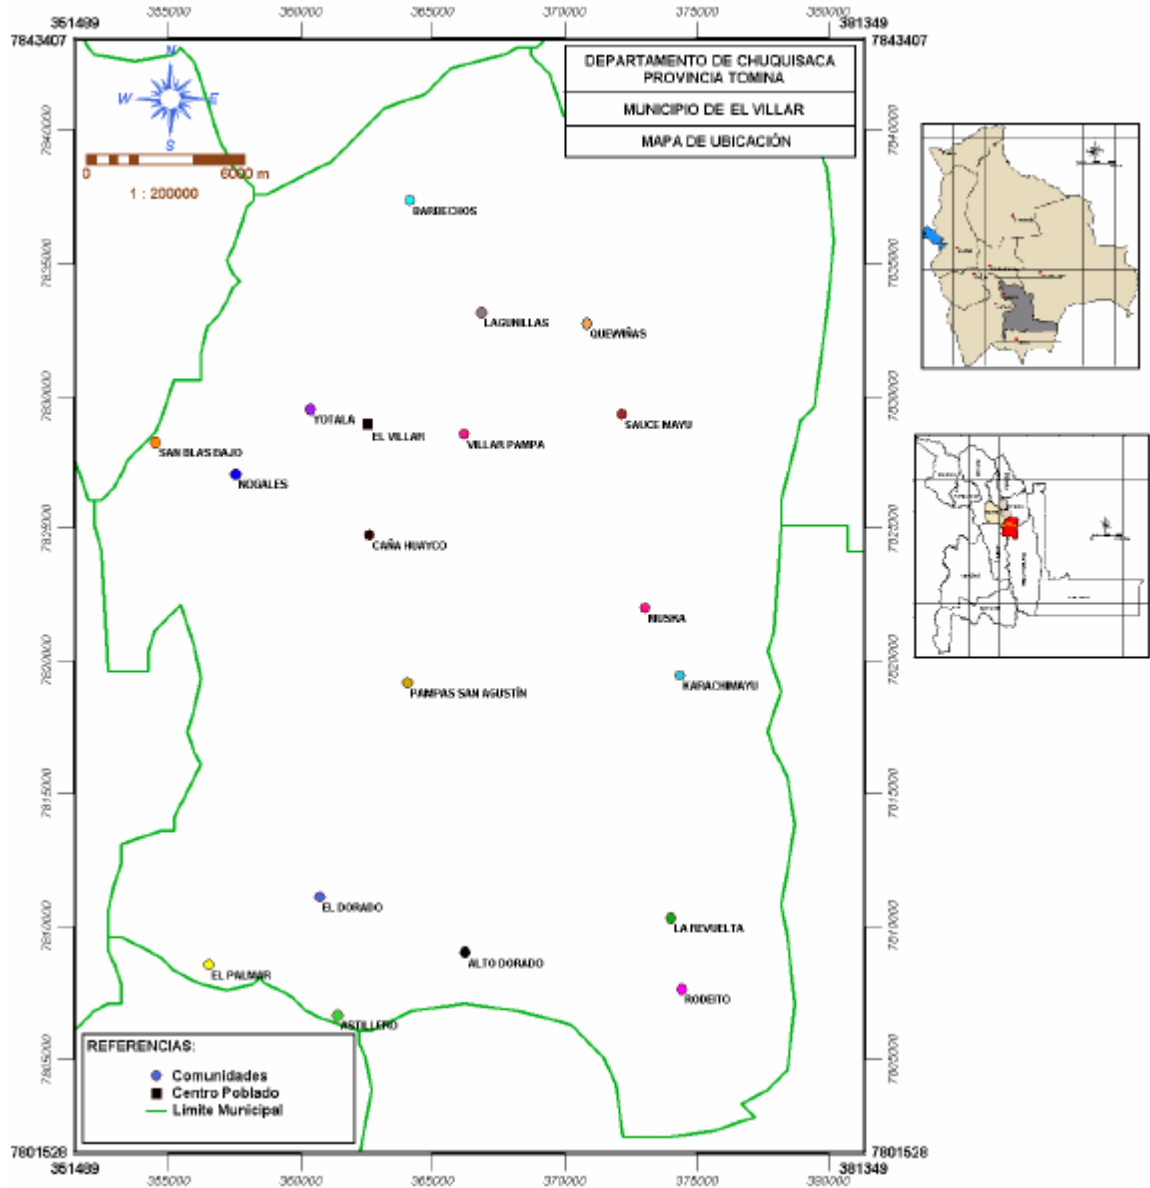 355000 360000 365000 370000 375000 380000
351489 381349
7843407 7843407
DEPARTAMENTO DE CHUQUISACA
PROVINCIA TOMINA
MUNICIPIO DE EL VILLAR
MAPA DE UBICACIÓN
N
W E
S
0 6000 m
1 : 200000
7840000 7840000
BARBECHOS
7835000 7835000
LAGUNILLAS
QUEWIÑAS
7830000 7830000
YOTALA
SAUCE MAYU
EL VILLAR
VILLAR PAMPA
SAN BLAS BAJO
NOGALES
7825000 7825000
CAÑA HUAYCO
MUSKA
7820000 7820000
KARACHIMAYU
PAMPAS SAN AGUSTÍN
7815000 7815000
EL DORADO
7810000 7810000
LA REVUELTA
ALTO DORADO
EL PALMAR
RODEITO
ASTILLERO
REFERENCIAS:
Comunidades
Centro Poblado
Limite Municipal
7805000 7805000
7801528 7801528
351489 381349
355000 360000 365000 370000 375000 380000